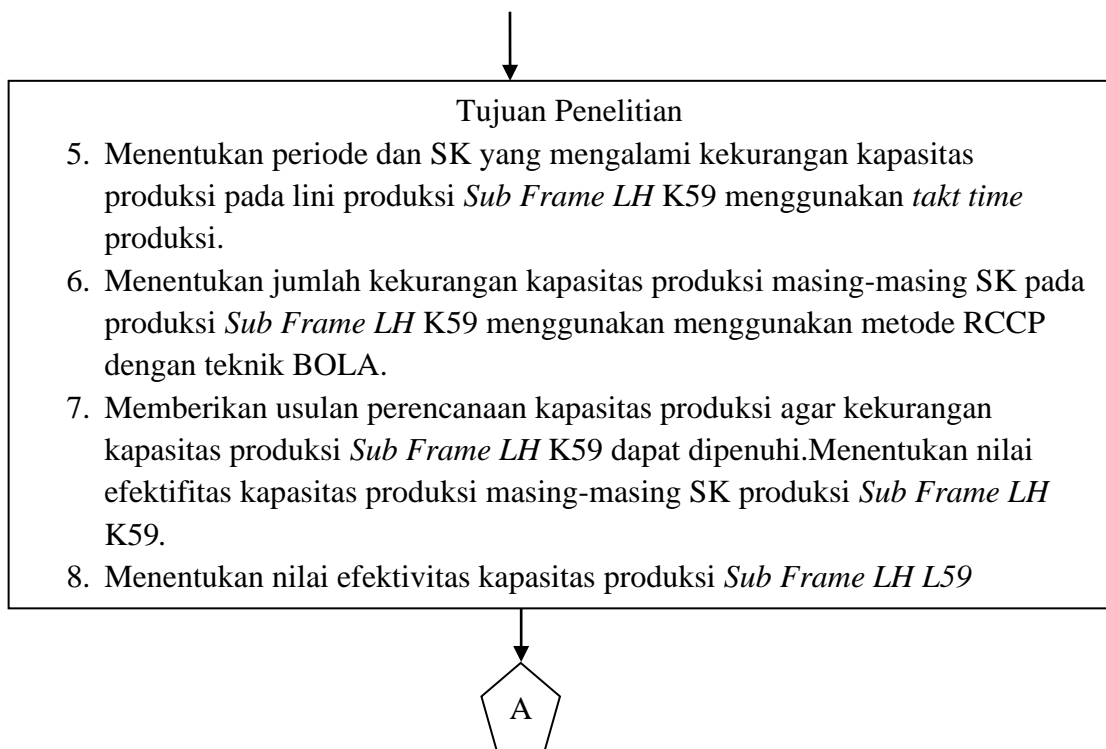 Tujuan Penelitian
5. Menentukan periode dan SK yang mengalami kekurangan kapasitas
produksi pada lini produksi Sub Frame LH K59 menggunakan takt time
produksi.
6. Menentukan jumlah kekurangan kapasitas produksi masing-masing SK pada
produksi Sub Frame LH K59 menggunakan menggunakan metode RCCP
dengan teknik BOLA.
7. Memberikan usulan perencanaan kapasitas produksi agar kekurangan
kapasitas produksi Sub Frame LH K59 dapat dipenuhi.Menentukan nilai
efektifitas kapasitas produksi masing-masing SK produksi Sub Frame LH
K59.
8. Menentukan nilai efektivitas kapasitas produksi Sub Frame LH L59
A